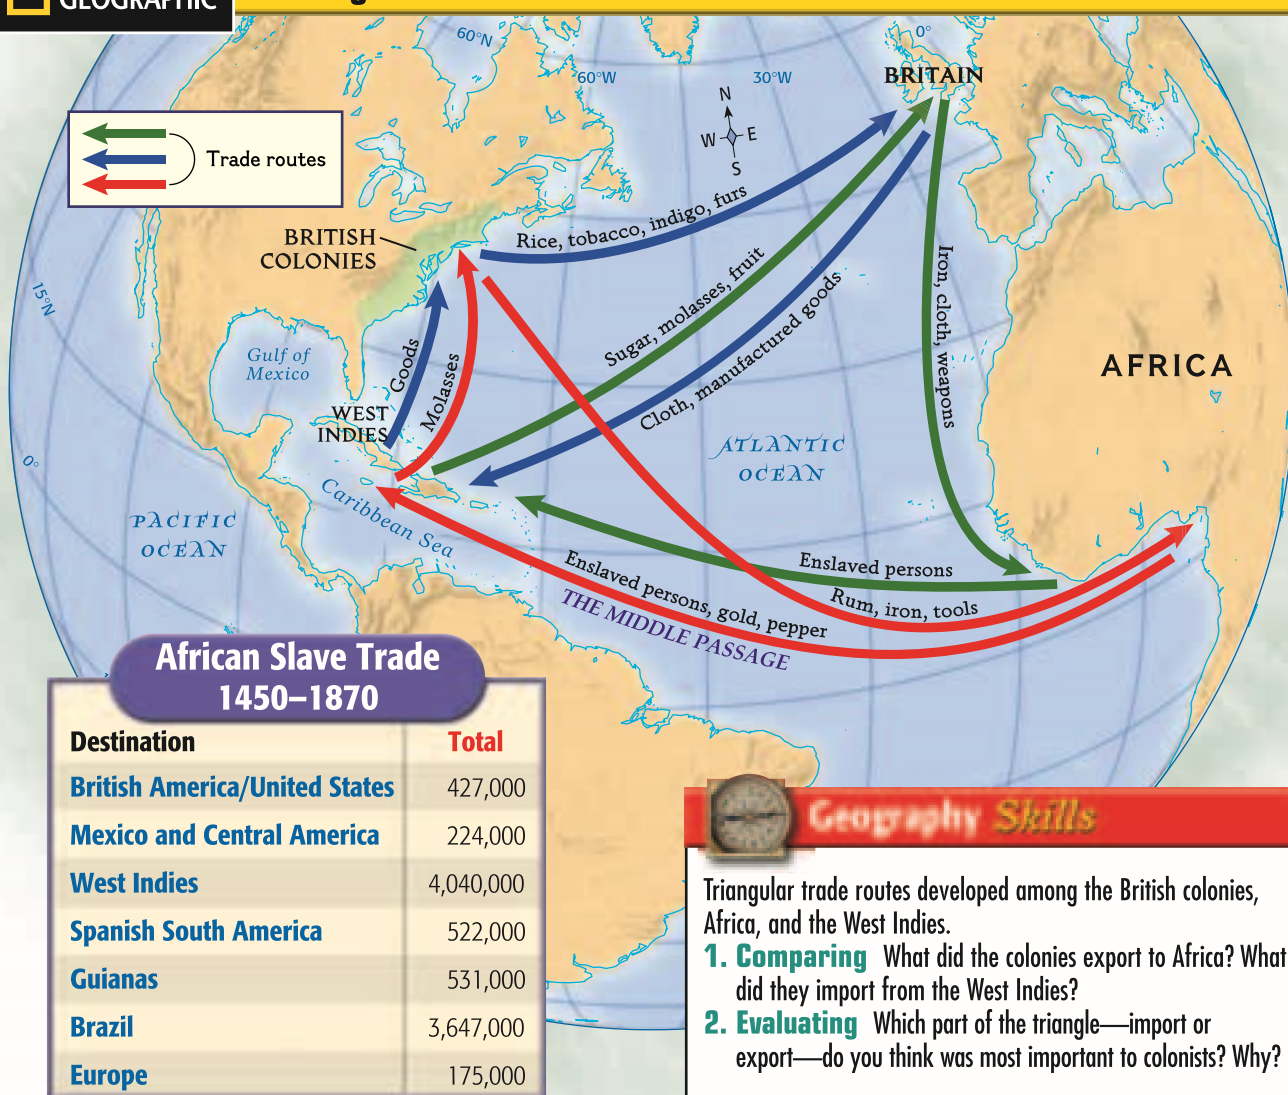 GEOGRAPHIC
60°N
60°W
30°W
0°
BRITAIN
N
W
E
S
Trade routes
Rice, tobacco, indigo, furs
BRITISH
COLONIES
Sugar, molasses, fruit
Iron, cloth, weapons
15°N
Cloth, manufactured goods
Gulf of
Mexico
Goods
Molasses
AFRICA
WEST
INDIES
ATLANTIC
OCEAN
0°
Caribbean Sea
PACIFIC
OCEAN
Enslaved persons
Enslaved persons, gold, pepper
Rum, iron, tools
THE MIDDLE PASSAGE
African Slave Trade
1450–1870
Destination Total
British America/United States 427,000
Mexico and Central America 224,000
West Indies 4,040,000
Spanish South America 522,000
Guianas 531,000
Brazil 3,647,000
Europe 175,000
Geography Skills
Triangular trade routes developed among the British colonies,
Africa, and the West Indies.
1. Comparing What did the colonies export to Africa? What
did they import from the West Indies?
2. Evaluating Which part of the triangle—import or
export—do you think was most important to colonists? Why?